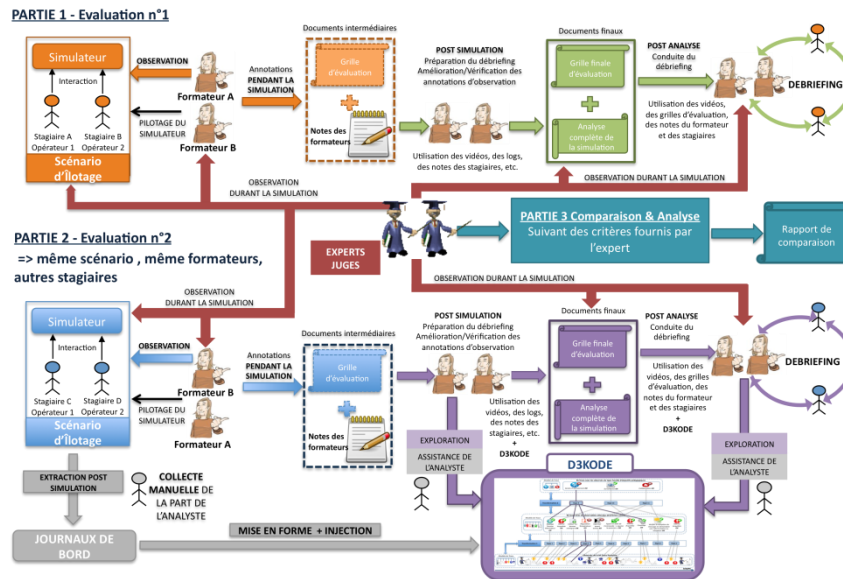 PARTIE 1 - Evaluation n°1
Simulateur
Interaction
Stagiaire A
Opérateur 1
Stagiaire B
Opérateur 2
Scénario
d'Îlotage
OBSERVATION
Formateur A
PILOTAGE DU
SIMULATEUR
Formateur B
Annotations
PENDANT LA
SIMULATION
Documents intermédiaires
Grille
d'évaluation
Notes des
formateurs
POST SIMULATION
Préparation du débriefing
Amélioration/Vérification des
annotations d'observation
Utilisation des vidéos, des logs,
des notes des stagiaires, etc.
Documents finaux
Grille finale
d'évaluation
Analyse
complète de
la simulation
POST ANALYSE
Conduite du
débriefing
Utilisation des vidéos,
des grilles d'évaluation,
des notes du formateur
et des stagiaires
DEBRIEFING
OBSERVATION
DURANT LA SIMULATION
OBSERVATION DURANT LA SIMULATION
EXPERTS
JUGES
PARTIE 3 Comparaison & Analyse
Suivant des critères fournis par
l'expert
Rapport de
comparaison
PARTIE 2 - Evaluation n°2
=> même scénario , même formateurs,
autres stagiaires
OBSERVATION
DURANT LA SIMULATION
OBSERVATION DURANT LA SIMULATION
Simulateur
Interaction
Stagiaire C
Opérateur 1
Stagiaire D
Opérateur 2
Scénario
d'Îlotage
OBSERVATION
Formateur B
PILOTAGE DU
SIMULATEUR
Formateur A
Annotations
PENDANT LA
SIMULATION
Documents intermédiaires
Grille
d'évaluation
Notes des
formateurs
POST SIMULATION
Préparation du débriefing
Amélioration/Vérification des
annotations d'observation
Utilisation des
vidéos, des logs,
des notes des
stagiaires, etc.
+
D3KODE
Documents finaux
Grille finale
d'évaluation
Analyse
complète de la
simulation
POST ANALYSE
Conduite du
débriefing
Utilisation des
vidéos, des grilles
d'évaluation, des
notes du formateur
et des stagiaires
+
D3KODE
DEBRIEFING
EXPLORATION
ASSISTANCE DE
L'ANALYSTE
EXPLORATION
ASSISTANCE DE
L'ANALYSTE
D3KODE
EXTRACTION POST
SIMULATION
COLLECTE
MANUELLE DE
LA PART DE
L'ANALYSTE
JOURNAUX DE
BORD
MISE EN FORME + INJECTION